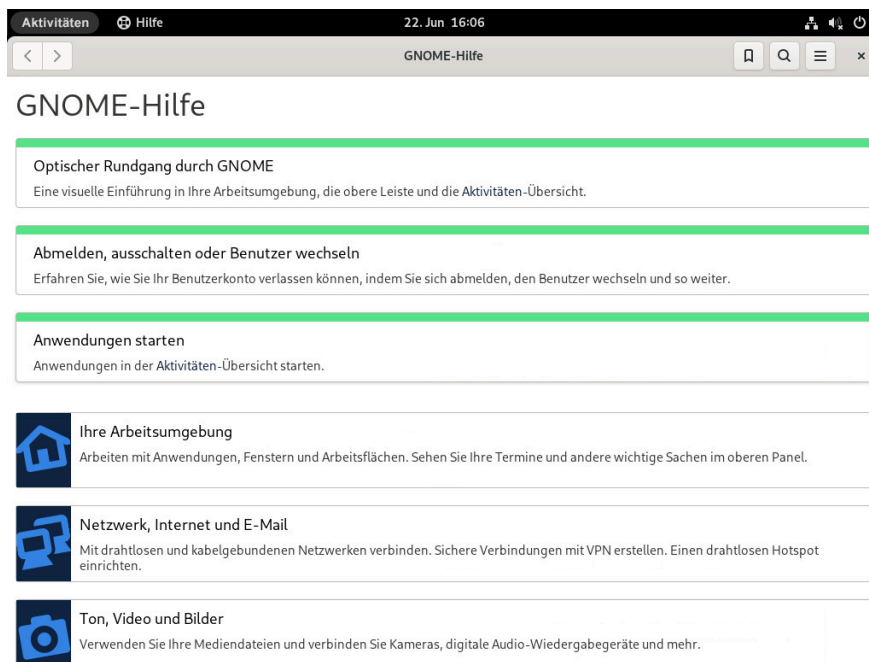 Aktivitäten Hilfe 22. Jun 16:06
GNOME-Hilfe
GNOME-Hilfe
Optischer Rundgang durch GNOME
Eine visuelle Einführung in Ihre Arbeitsumgebung, die obere Leiste und die Aktivitäten-Übersicht.
Abmelden, ausschalten oder Benutzer wechseln
Erfahren Sie, wie Sie Ihr Benutzerkonto verlassen können, indem Sie sich abmelden, den Benutzer wechseln und so weiter.
Anwendungen starten
Anwendungen in der Aktivitäten-Übersicht starten.
Ihre Arbeitsumgebung
Arbeiten mit Anwendungen, Fenstern und Arbeitsflächen. Sehen Sie Ihre Termine und andere wichtige Sachen im oberen Panel.
Netzwerk, Internet und E-Mail
Mit drahtlosen und kabelgebundenen Netzwerken verbinden. Sichere Verbindungen mit VPN erstellen. Einen drahtlosen Hotspot
einrichten.
Ton, Video und Bilder
Verwenden Sie Ihre Mediendateien und verbinden Sie Kameras, digitale Audio-Wiedergabegeräte und mehr.